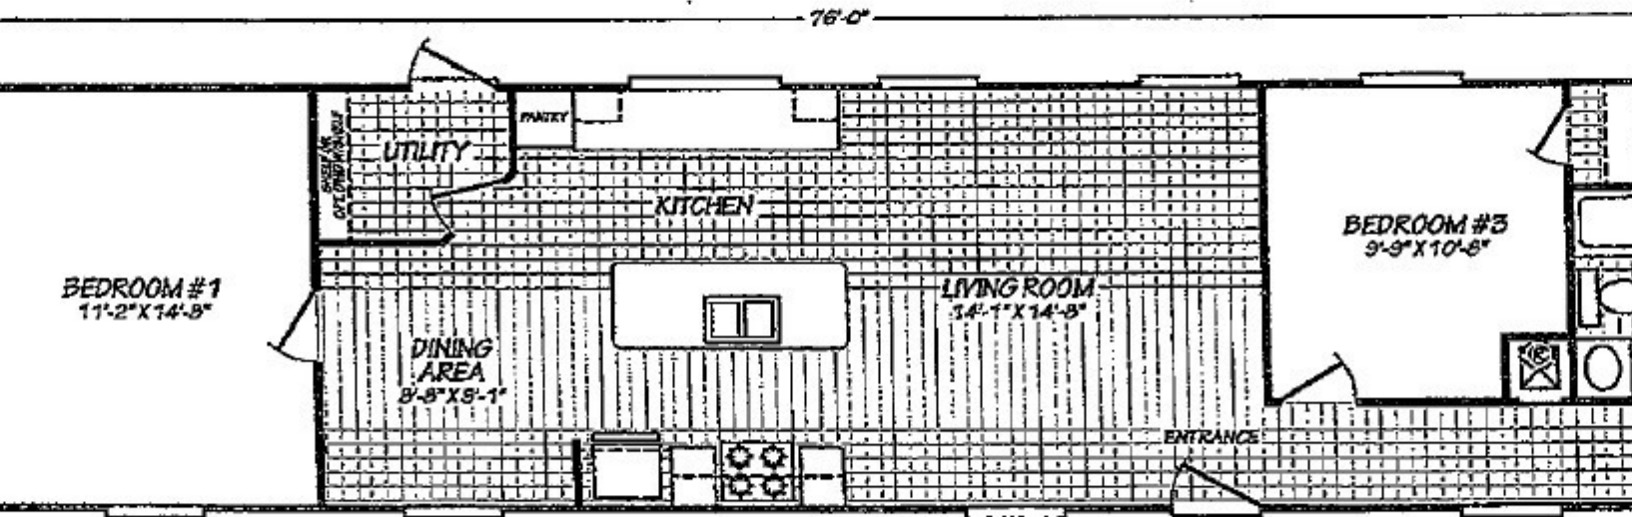 76'-0"
PANTRY
UTILITY
KITCHEN
BEDROOM #3
9'-9"X10'-8"
BEDROOM #1
11'-2"X14'-8"
LIVING ROOM
14'-1"X14'-8"
DINING
AREA
8'-8"X8'-1"
ENTRANCE